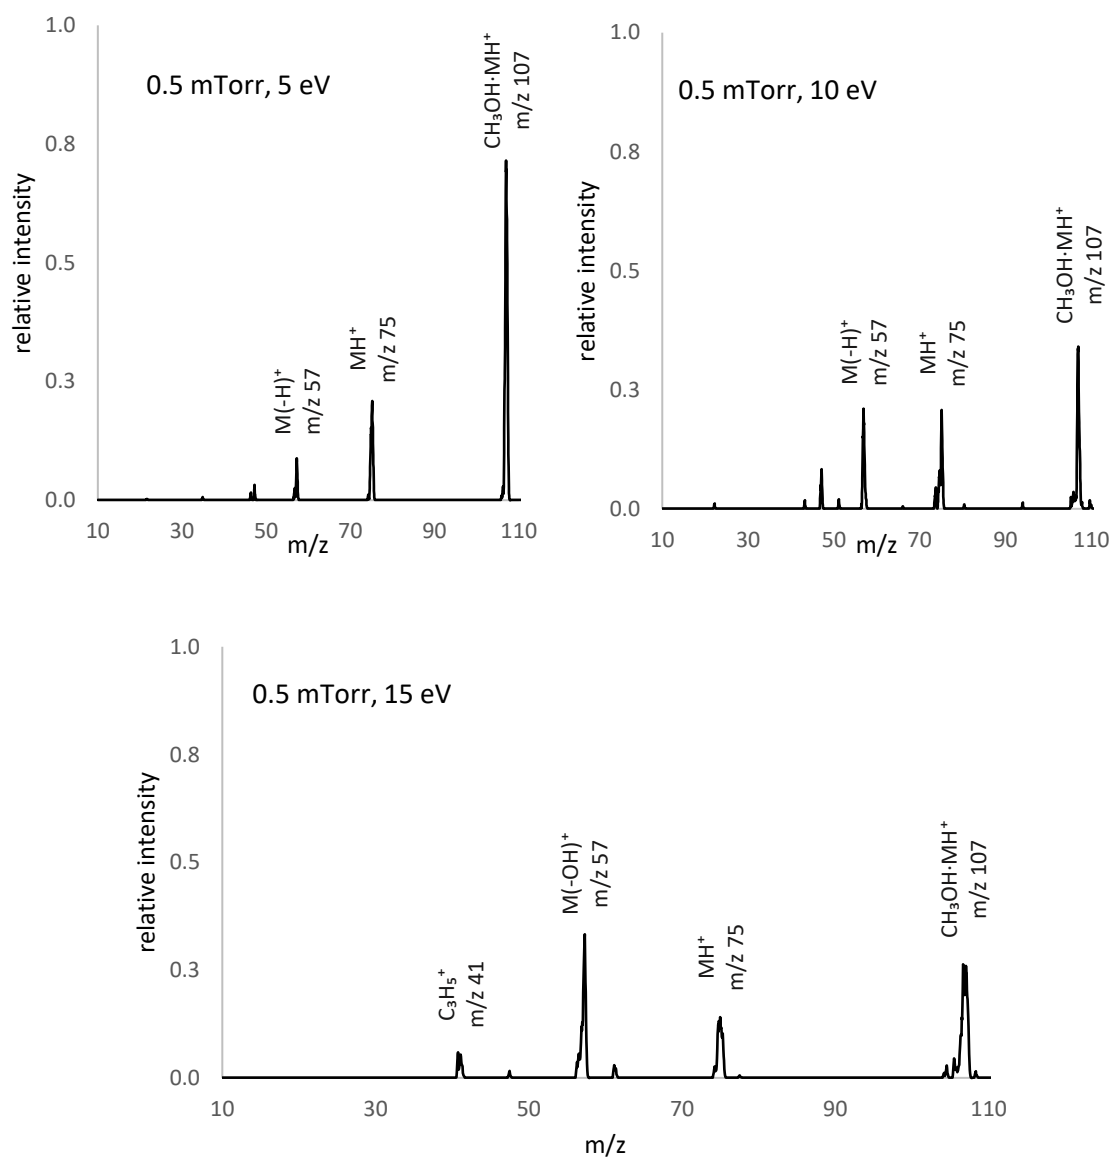 0.5 mTorr, 5 eV
relative intensity
1.0
0.8
0.5
0.3
0.0
M(-H)⁺
m/z 57
MH⁺
m/z 75
CH₃OH·MH⁺
m/z 107
10
30
50
70
90
110
m/z
0.5 mTorr, 10 eV
relative intensity
1.0
0.8
0.5
0.3
0.0
M(-H)⁺
m/z 57
MH⁺
m/z 75
CH₃OH·MH⁺
m/z 107
10
30
50
70
90
110
m/z
0.5 mTorr, 15 eV
relative intensity
1.0
0.8
0.5
0.3
0.0
C₃H₅⁺
m/z 41
M(-OH)⁺
m/z 57
MH⁺
m/z 75
CH₃OH·MH⁺
m/z 107
10
30
50
70
90
110
m/z